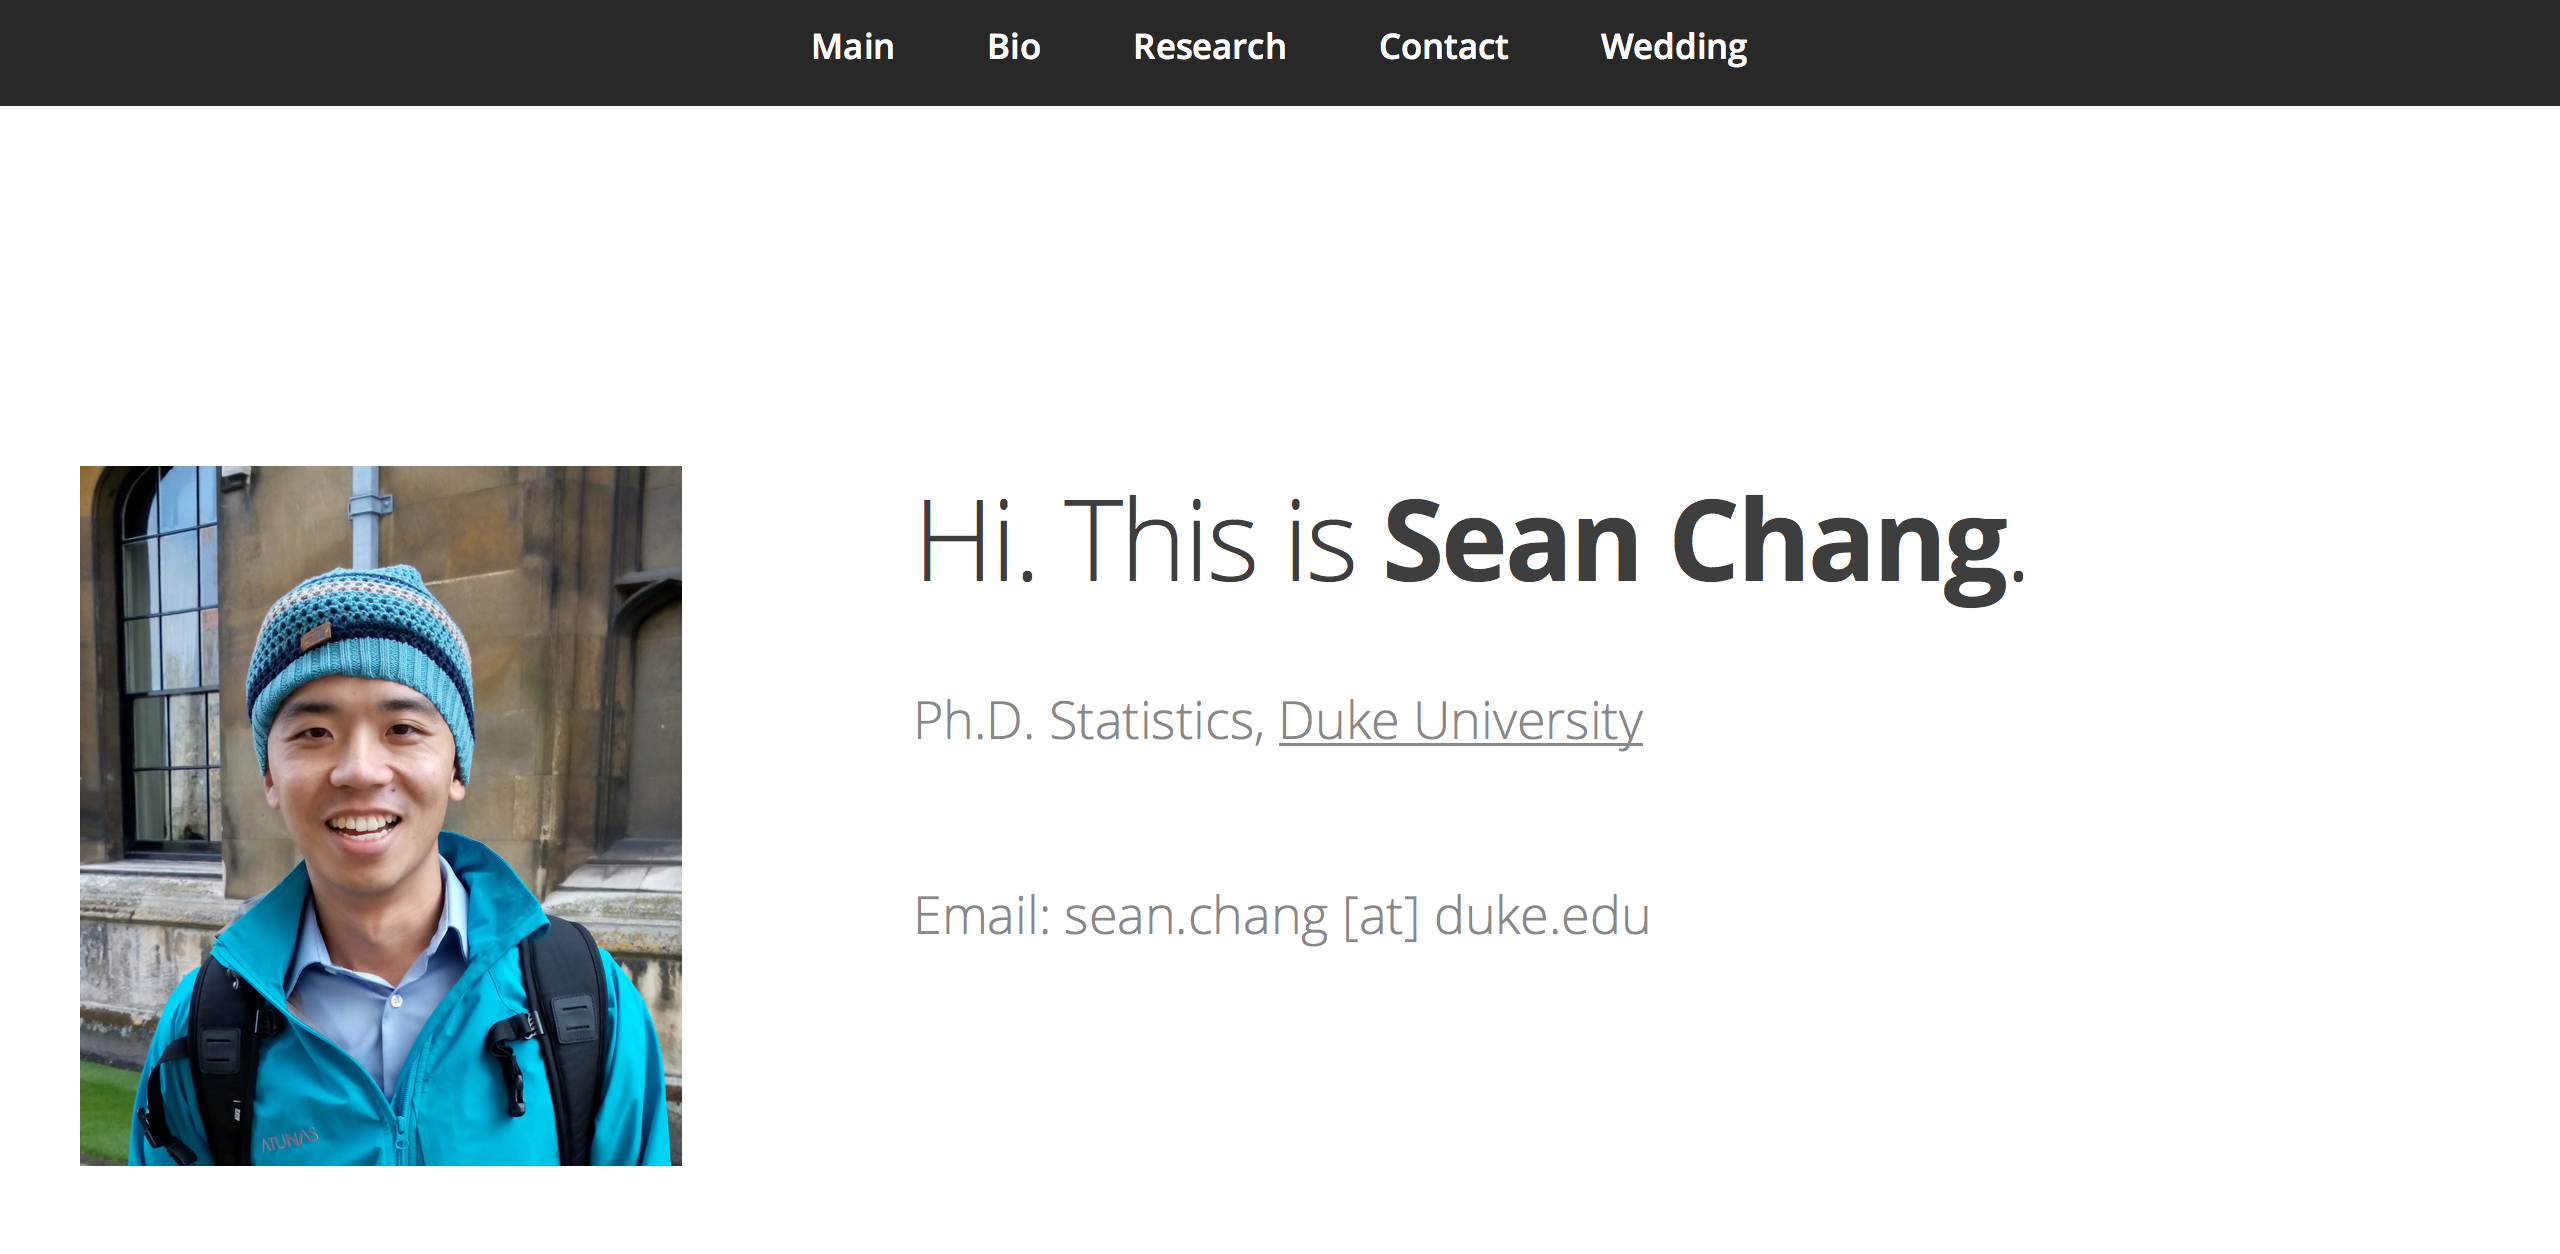 Main Bio Research Contact Wedding
Hi. This is Sean Chang.
Ph.D. Statistics, Duke University
Email: sean.chang [at] duke.edu
ATUNAS